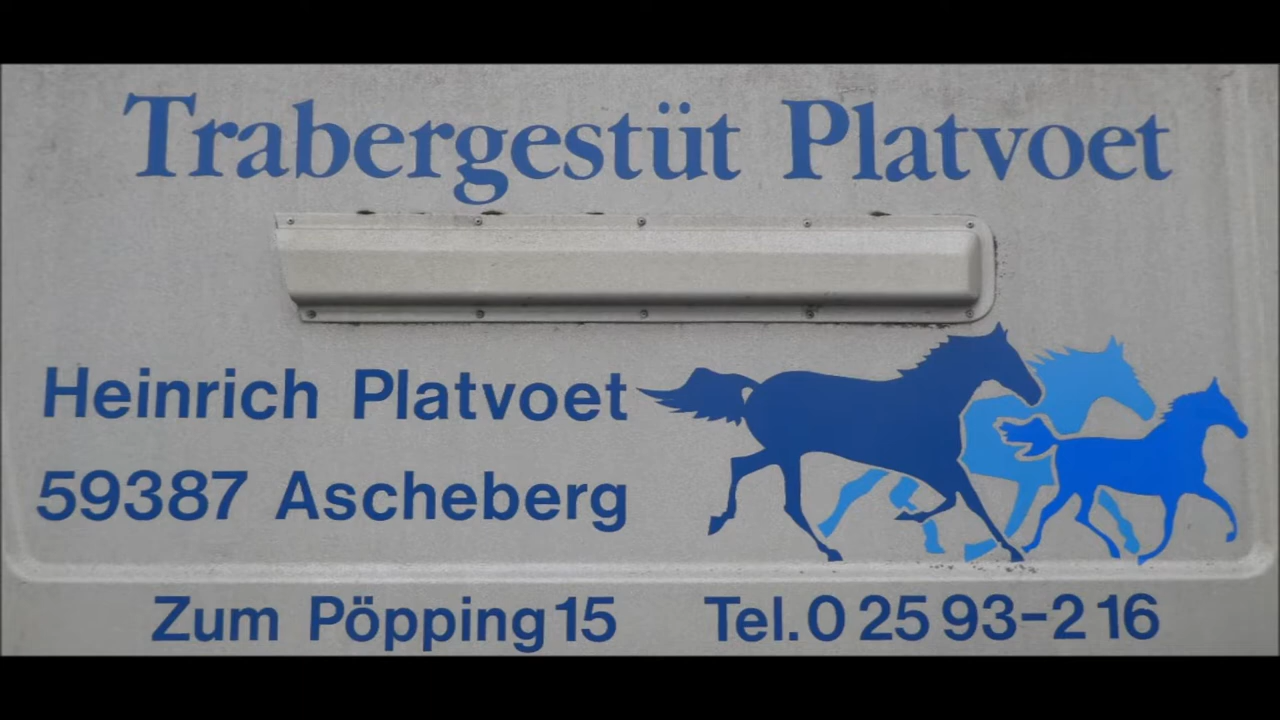 Trabergestüt Platvoet
Heinrich Platvoet
59387 Ascheberg
Zum Pöpping 15 Tel. 0 25 93-2 16